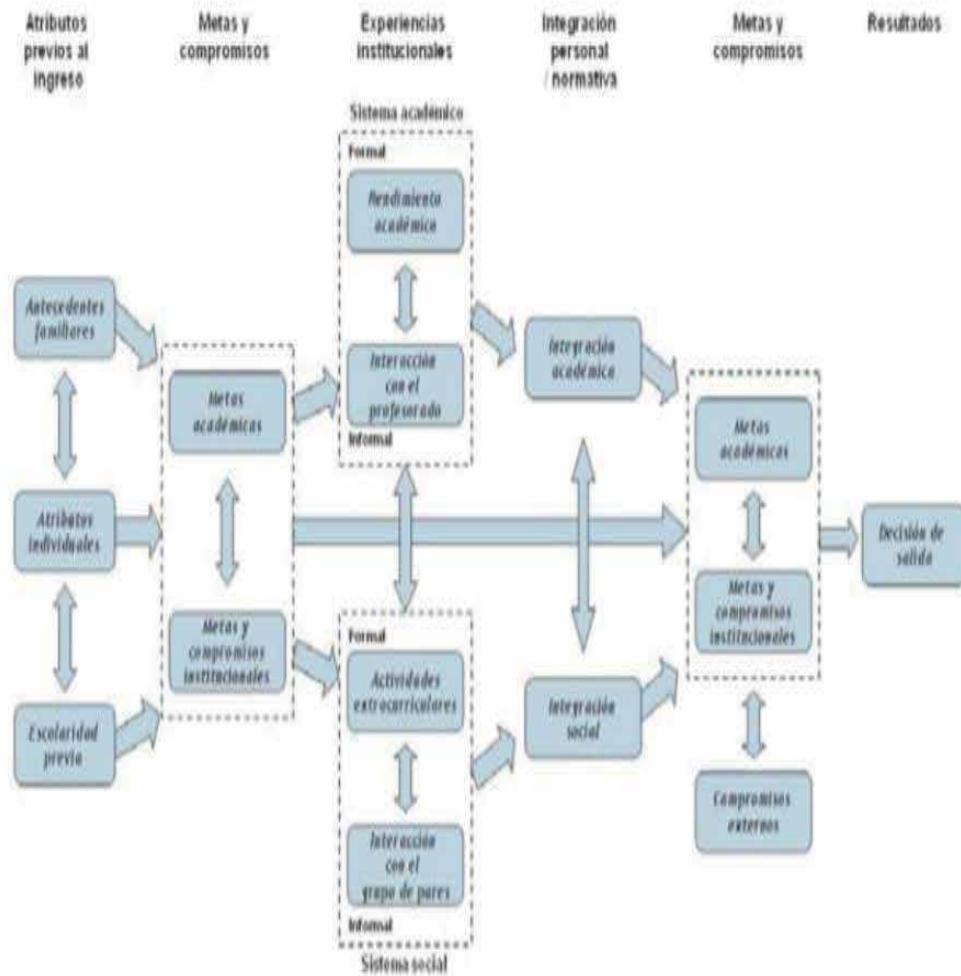 Atributos
previos al
ingreso
Metas y
compromisos
Experiencias
institucionales
Integración
personal
/ normativa
Metas y
compromisos
Resultados
Sistema académico
Formal
Rendimiento
académico
Interacción
con el
profesorado
Informal
Antecedentes
familiares
Atributos
individuales
Escolaridad
previa
Metas
académicas
Metas y
compromisos
institucionales
Formal
Actividades
extracurriculares
Interacción
con el
grupo de pares
Informal
Sistema social
Integración
académica
Integración
social
Metas
académicas
Metas y
compromisos
institucionales
Compromisos
externos
Decisión de
salida